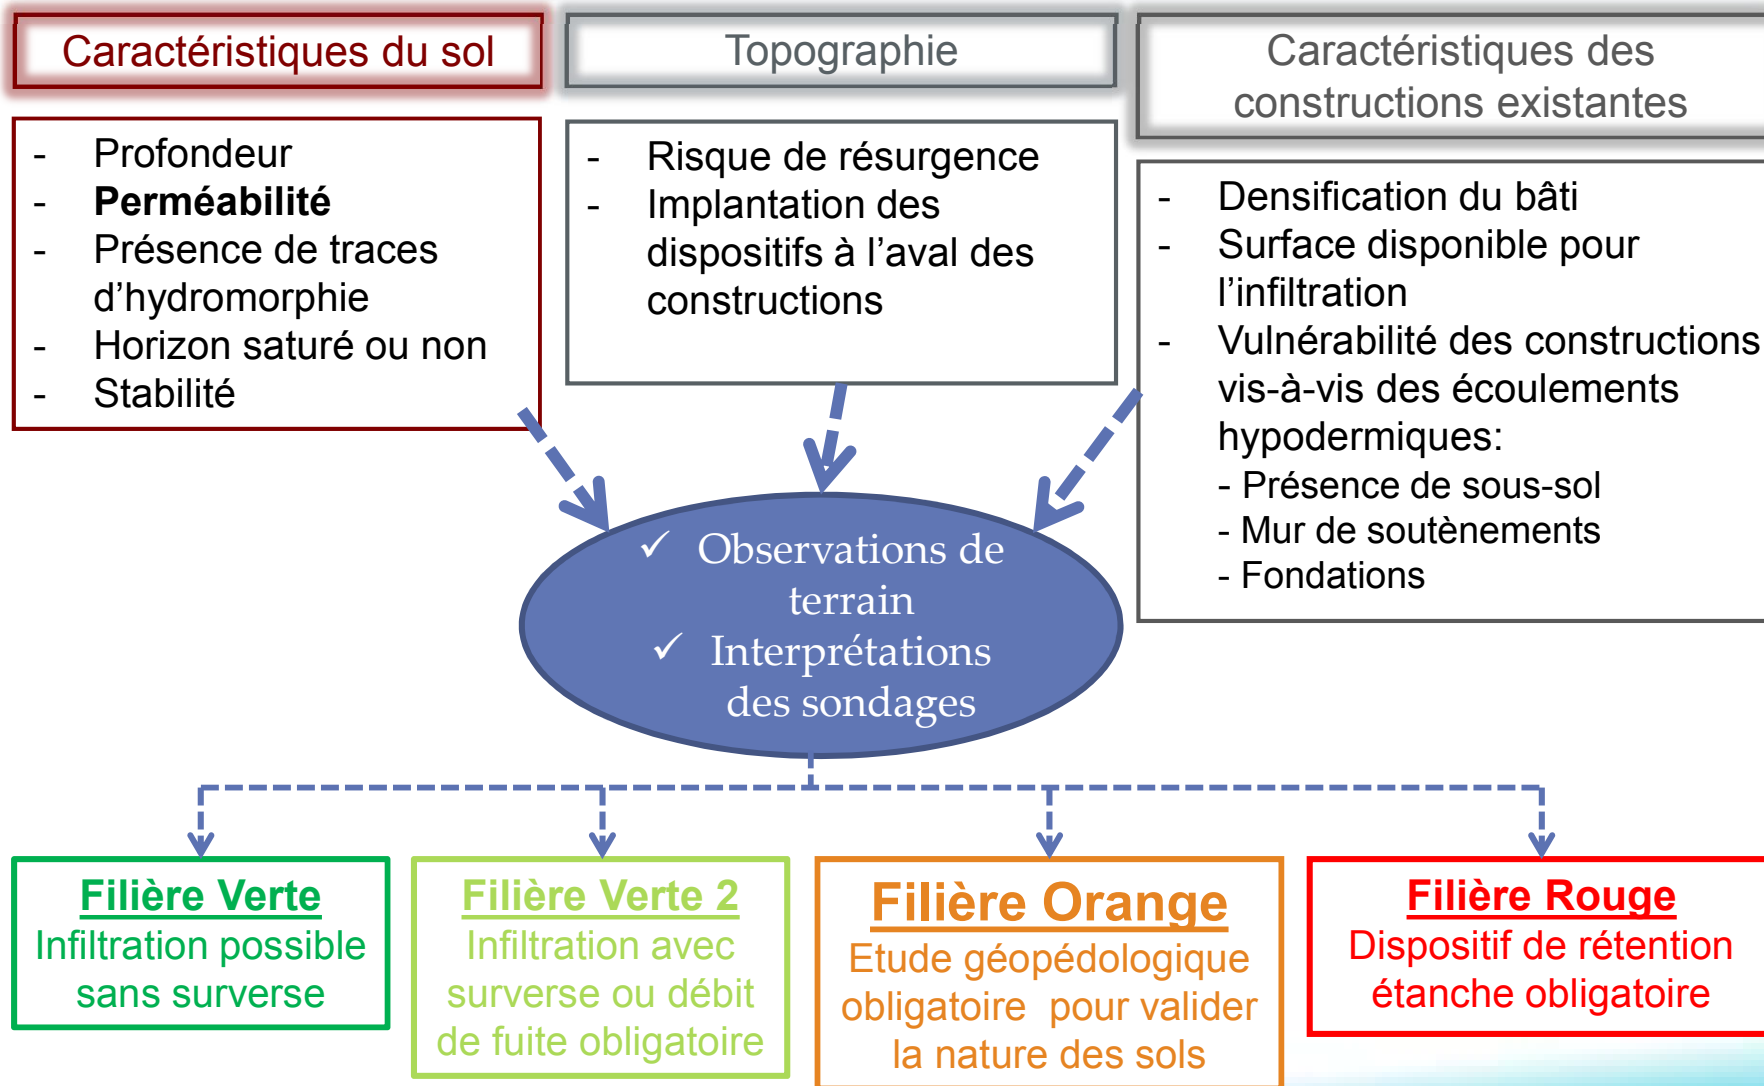 Caractéristiques du sol
- Profondeur
- Perméabilité
- Présence de traces
d'hydromorphie
- Horizon saturé ou non
- Stabilité
Topographie
- Risque de résurgence
- Implantation des
dispositifs à l'aval des
constructions
Caractéristiques des
constructions existantes
- Densification du bâti
- Surface disponible pour
l'infiltration
- Vulnérabilité des constructions
vis-à-vis des écoulements
hypodermiques:
- Présence de sous-sol
- Mur de soutènements
- Fondations
✓ Observations de
terrain
✓ Interprétations
des sondages
Filière Verte
Infiltration possible
sans surverse
Filière Verte 2
Infiltration avec
surverse ou débit
de fuite obligatoire
Filière Orange
Etude géopédologique
obligatoire pour valider
la nature des sols
Filière Rouge
Dispositif de rétention
étanche obligatoire